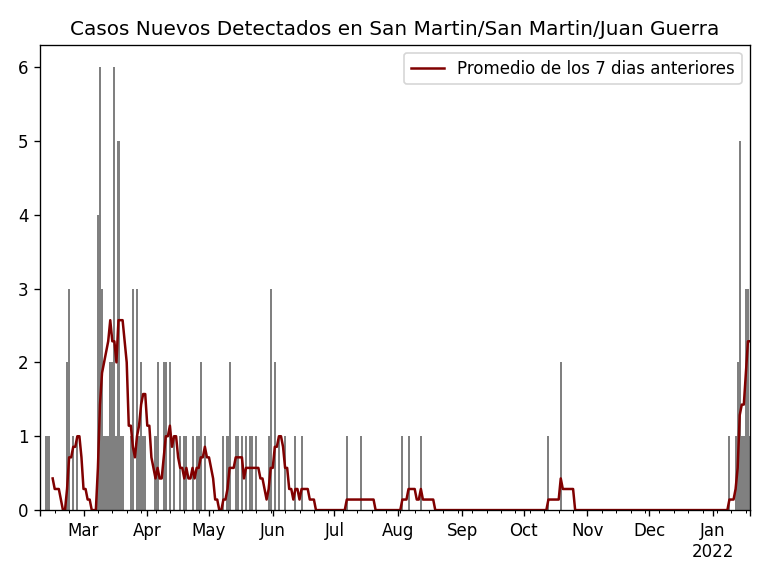 Casos Nuevos Detectados en San Martin/San Martin/Juan Guerra
Promedio de los 7 dias anteriores
6
5
4
3
2
1
0
Mar Apr May Jun Jul Aug Sep Oct Nov Dec Jan
2022